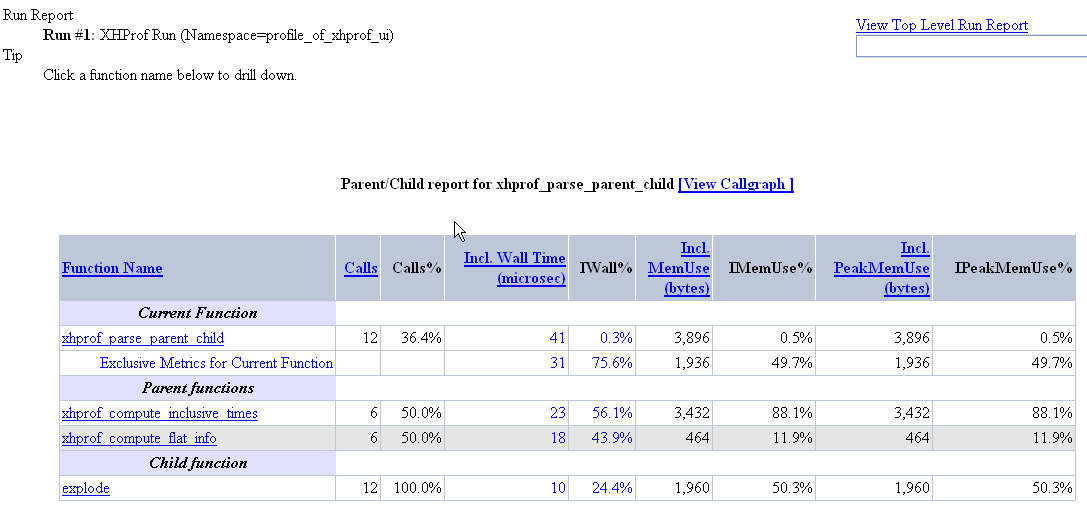 Run Report
Run #1: XHProf Run (Namespace=profile_of_xhprof_ui)
View Top Level Run Report
Tip
Click a function name below to drill down.
Parent/Child report for xhprof_parse_parent_child [View Callgraph ]
Function Name Calls Calls% Incl. Wall Time (microsec) IWall% Incl. MemUse (bytes) IMemUse% Incl. PeakMemUse (bytes) IPeakMemUse%
Current Function
xhprof_parse_parent_child 12 36.4% 41 0.3% 3,896 0.5% 3,896 0.5%
Exclusive Metrics for Current Function 31 75.6% 1,936 49.7% 1,936 49.7%
Parent functions
xhprof_compute_inclusive_times 6 50.0% 23 56.1% 3,432 88.1% 3,432 88.1%
xhprof_compute_flat_info 6 50.0% 18 43.9% 464 11.9% 464 11.9%
Child function
explode 12 100.0% 10 24.4% 1,960 50.3% 1,960 50.3%